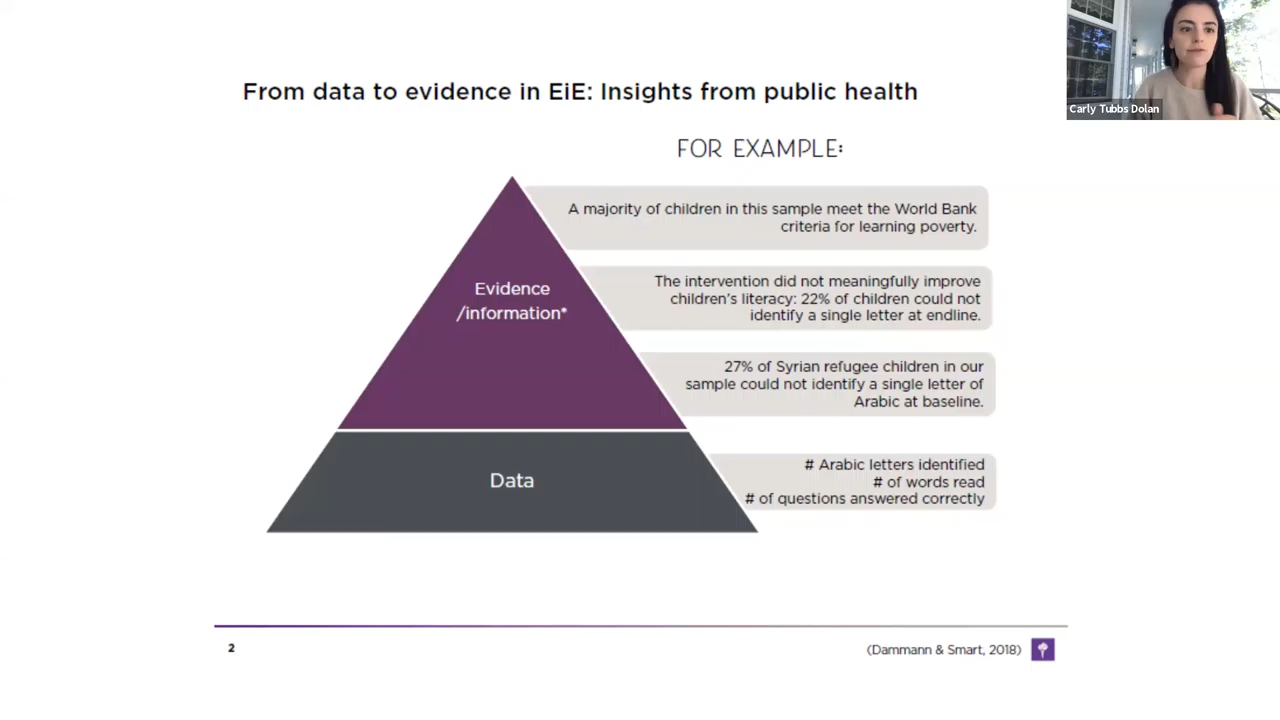 From data to evidence in EiE: Insights from public health
Carly Tubbs Dolan
FOR EXAMPLE:
A majority of children in this sample meet the World Bank
criteria for learning poverty.
Evidence
/information*
The intervention did not meaningfully improve
children's literacy: 22% of children could not
identify a single letter at endline.
27% of Syrian refugee children in our
sample could not identify a single letter of
Arabic at baseline.
Data
# Arabic letters identified
# of words read
# of questions answered correctly
2
(Dammann & Smart, 2018)